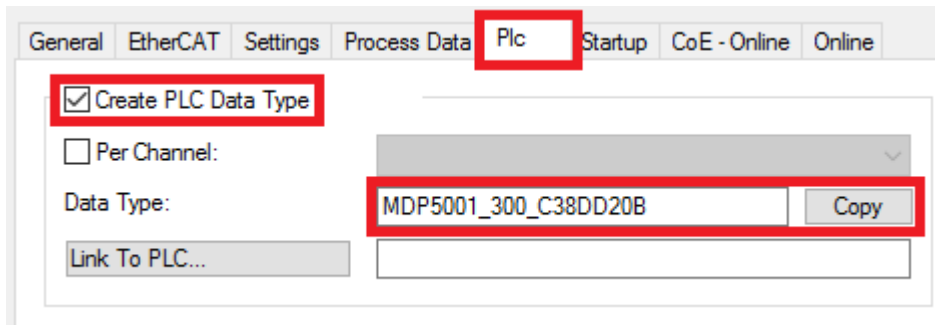 General EtherCAT Settings Process Data Plc Startup CoE - Online Online
Create PLC Data Type
Per Channel:
Data Type: MDP5001_300_C38DD20B Copy
Link To PLC...